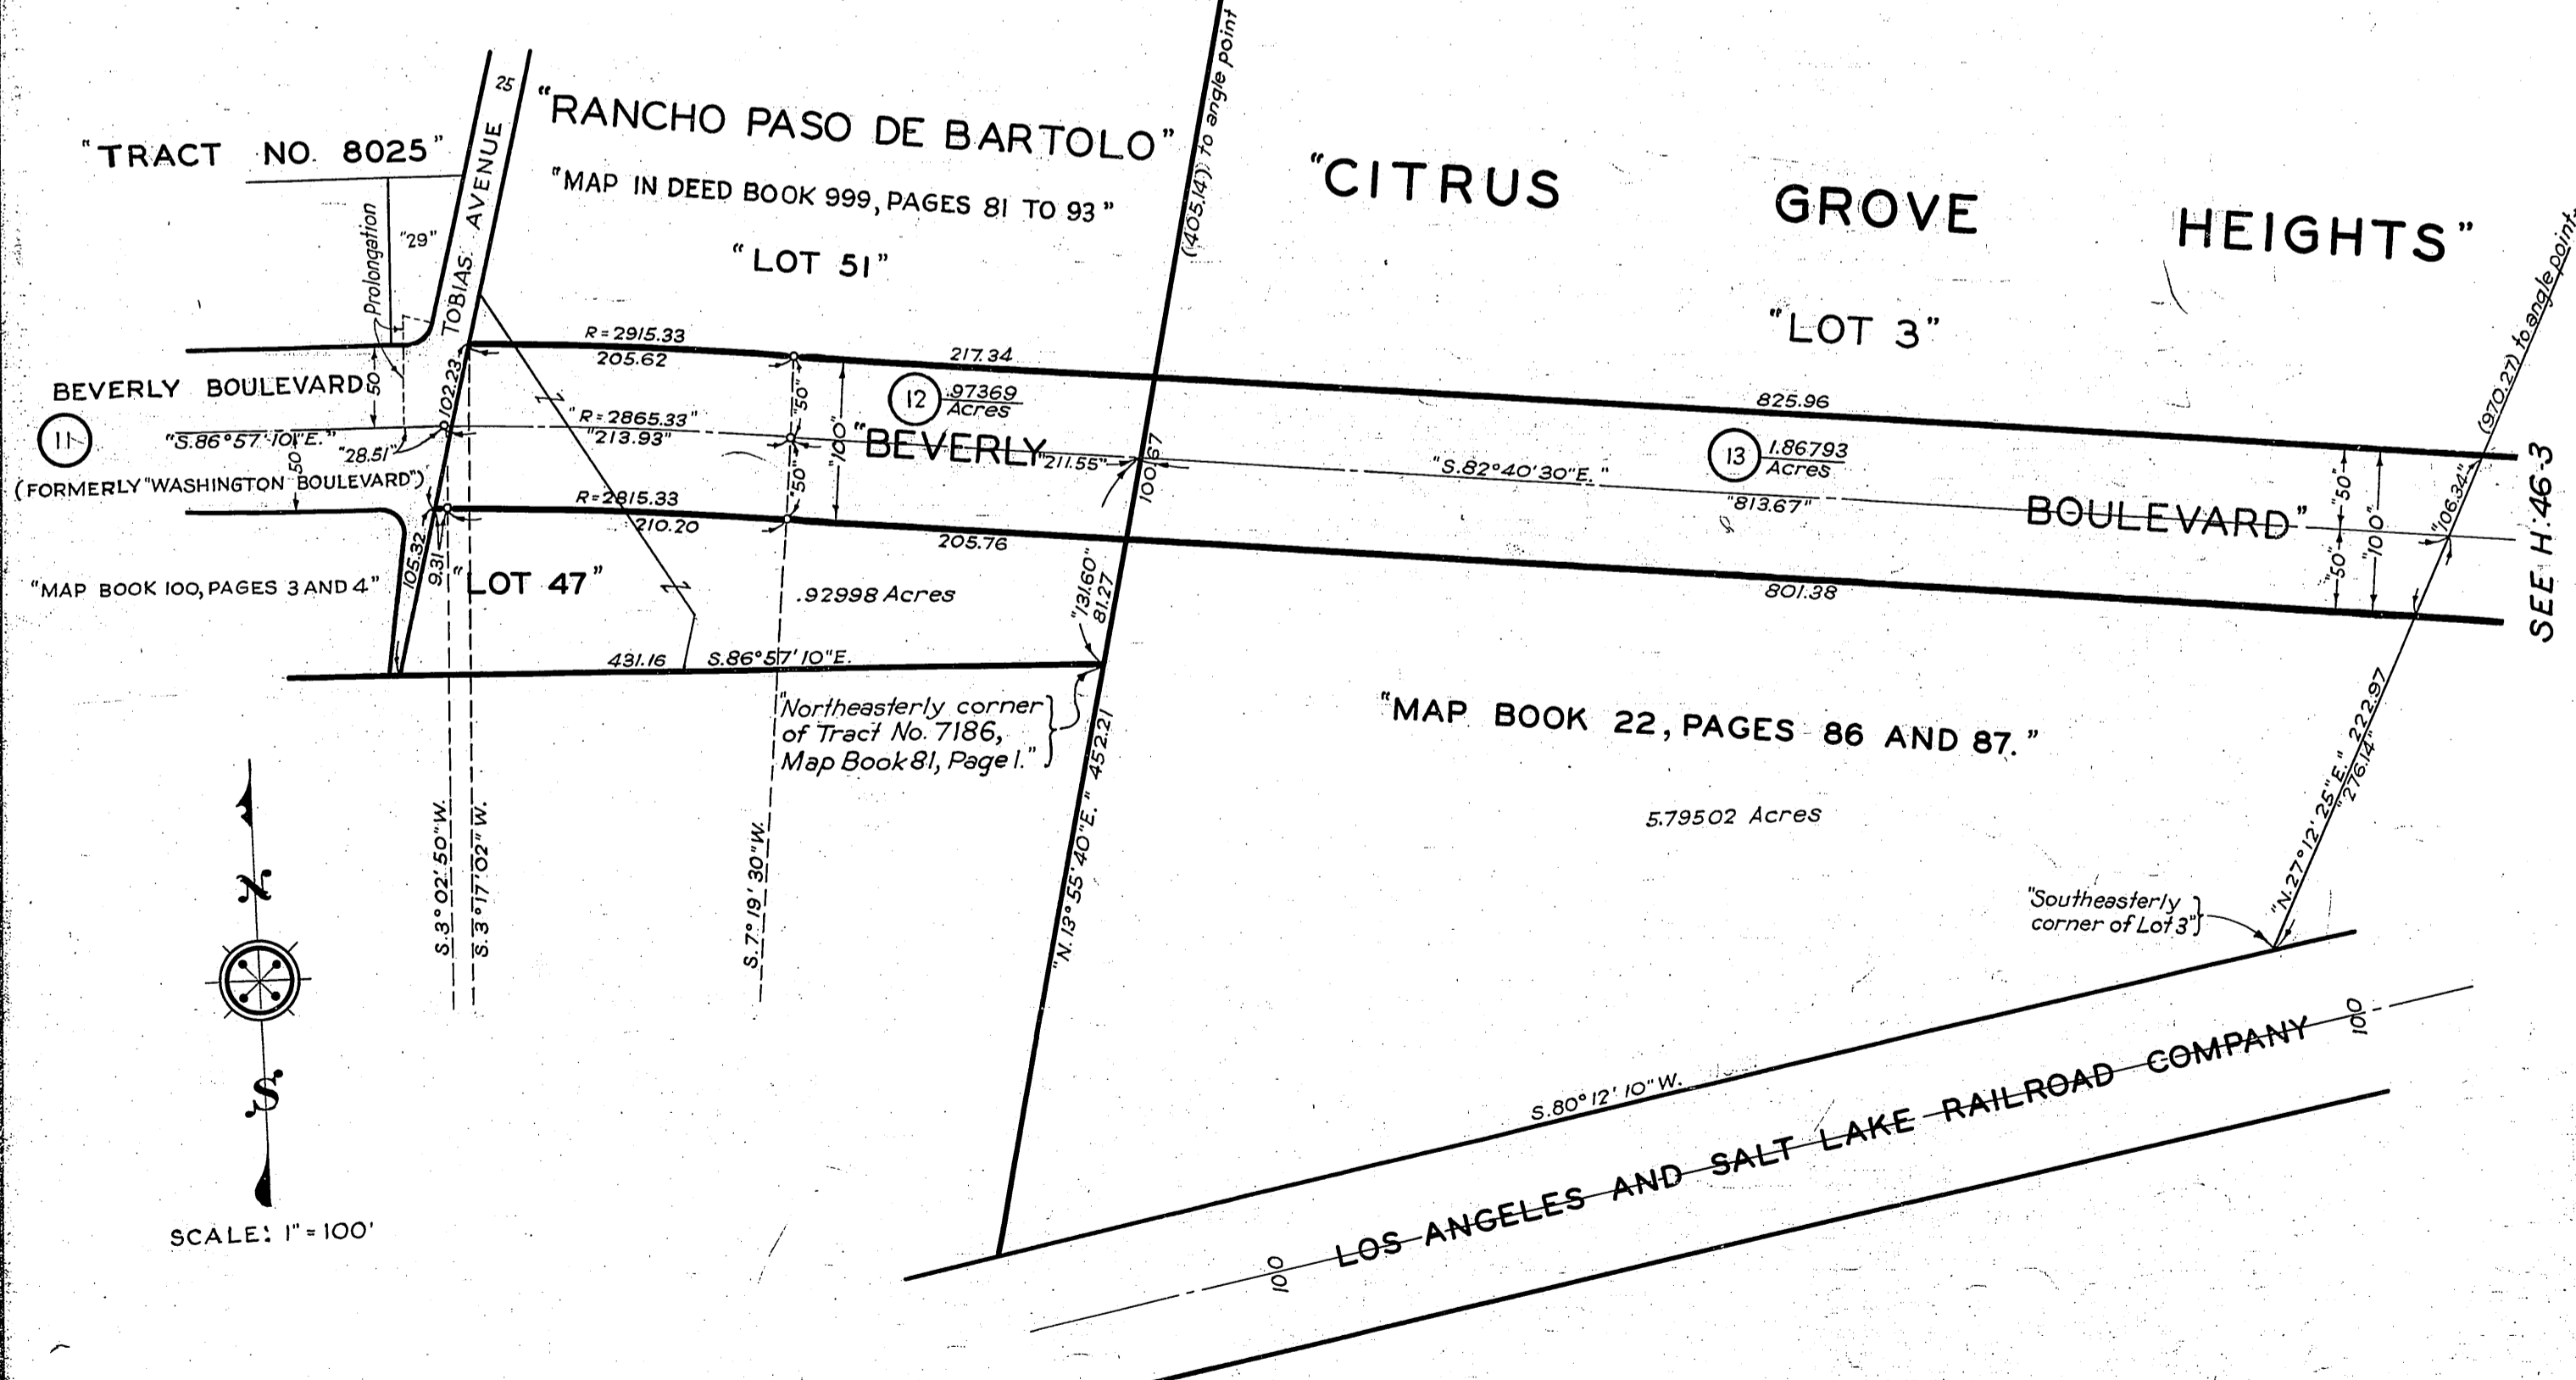 "TRACT NO. 8025"
25
TOBIAS AVENUE
"RANCHO PASO DE BARTOLO"
"MAP IN DEED BOOK 999, PAGES 81 TO 93"
"LOT 51"
(405.14) to angle point
"CITRUS GROVE HEIGHTS"
"LOT 3"
(970.27) to angle point
Prolongation
"29"
BEVERLY BOULEVARD
50
102.23
R=2915.33
205.62
217.34
12
.97369
Acres
825.96
11
"S.86°57'10"E."
"28.51"
50
(FORMERLY "WASHINGTON BOULEVARD")
"R=2865.33"
"213.93"
"50"
"50"
"100"
"BEVERLY
"211.55"
100.67
"S.82°40'30"E."
13
1.86793
Acres
"813.67"
BOULEVARD"
"50"
"50"
"100"
"106.34"
SEE H:46-3
R=2815.33
210.20
205.76
801.38
105.32
9.31
"MAP BOOK 100, PAGES 3 AND 4"
"LOT 47"
.92998 Acres
"131.60"
81.27
431.16 S.86°57'10"E.
"Northeasterly corner
of Tract No. 7186,
Map Book 81, Page 1."
"N.13°55'40"E." 452.21
"MAP BOOK 22, PAGES 86 AND 87."
5.79502 Acres
"N.27°12'25"E." 222.97
"276.14"
"Southeasterly
corner of Lot 3"
S.3°02'50"W.
S.3°17'02"W.
S.7°19'30"W.
N
S
SCALE: 1"=100'
S.80°12'10"W.
100
LOS ANGELES AND SALT LAKE RAILROAD COMPANY
100